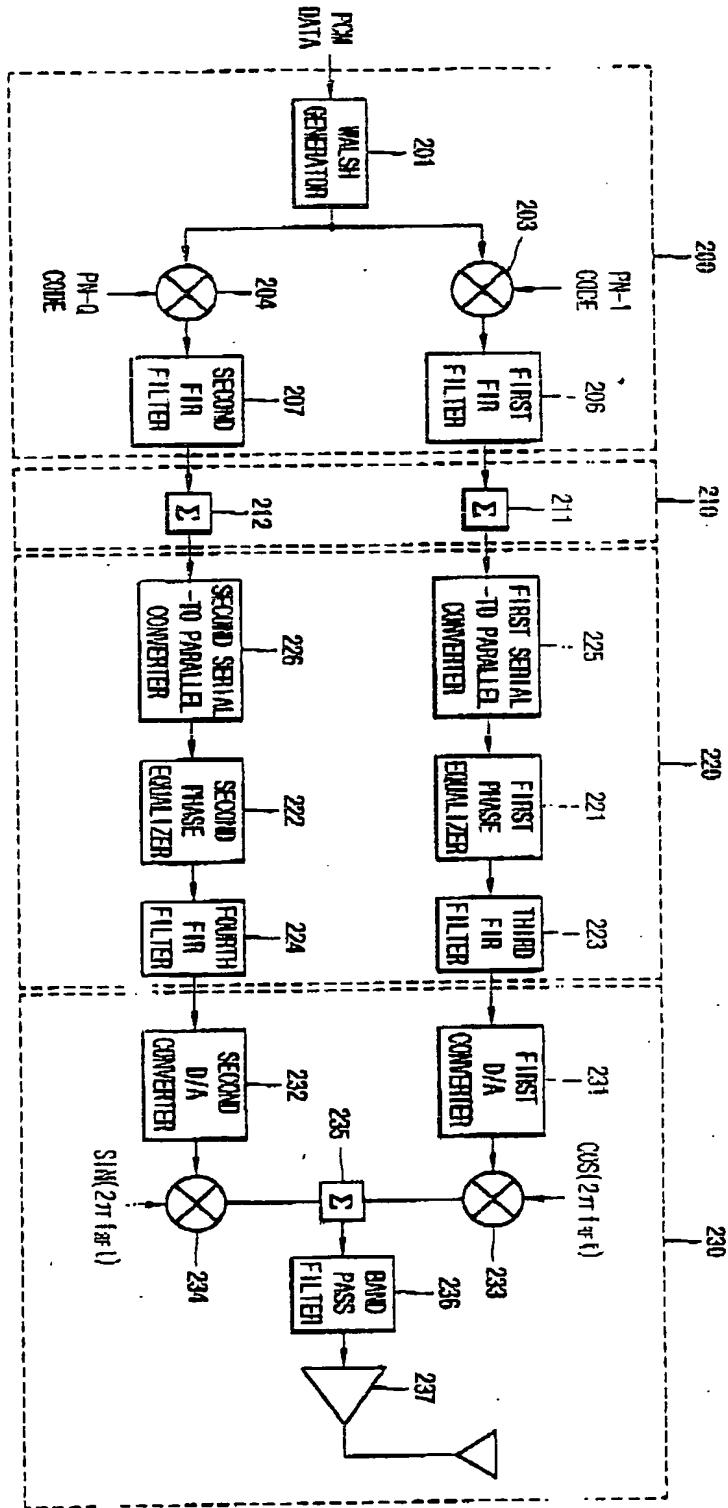 PCM
DATA
200
WALSH
GENERATOR
201
203
PN-I
CODE
204
PN-Q
CODE
FIRST
FIR
FILTER
206
SECOND
FIR
FILTER
207
210
Σ
211
Σ
212
220
FIRST SERIAL
-TO PARALLEL
CONVERTER
225
SECOND SERIAL
-TO PARALLEL
CONVERTER
226
FIRST
PHASE
EQUALIZER
221
SECOND
PHASE
EQUALIZER
222
THIRD
FIR
FILTER
223
FOURTH
FIR
FILTER
224
230
FIRST
D/A
CONVERTER
231
SECOND
D/A
CONVERTER
232
COS(2π
233
SIN(2π
234
Σ
235
BAND
PASS
FILTER
236
237